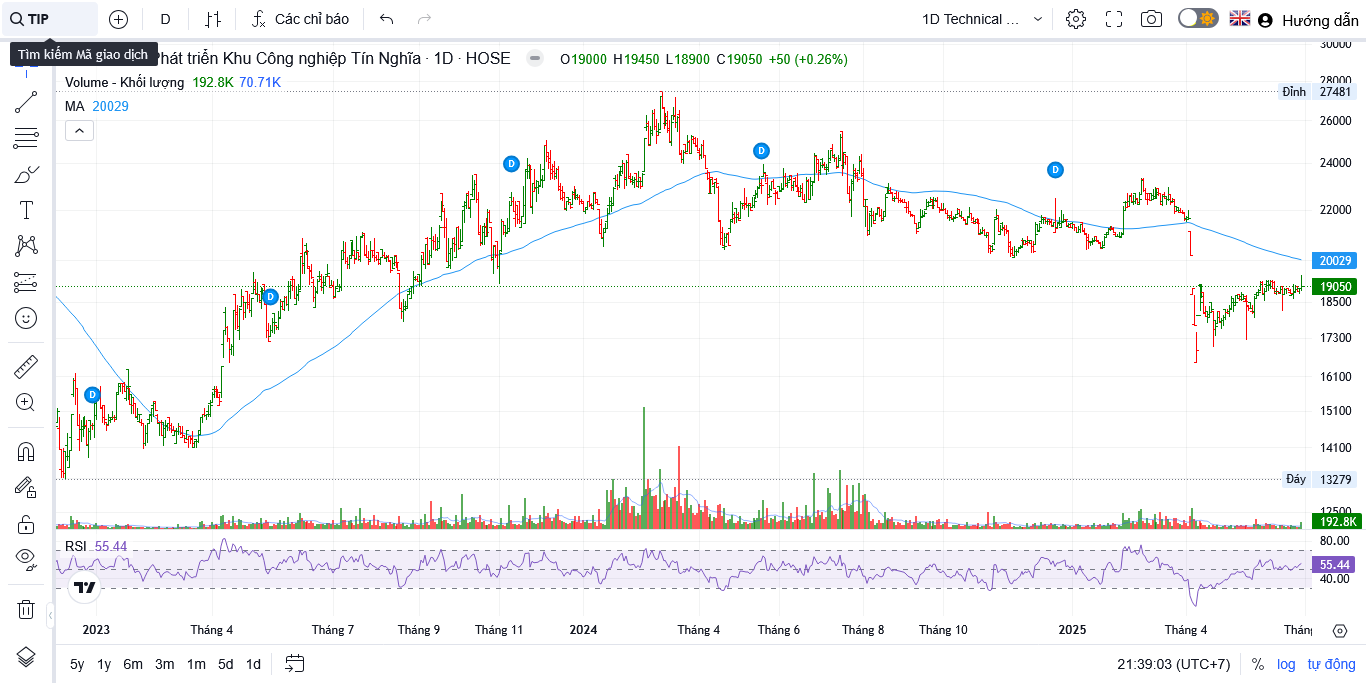 TIP
D
Các chỉ báo
1D Technical ...
Hướng dẫn
Tìm kiếm Mã giao dịch
Phát triển Khu Công nghiệp Tín Nghĩa · 1D · HOSE
O19000 H19450 L18900 C19050 +50 (+0.26%)
Volume - Khối lượng 192.8K 70.71K
MA 20029
30000
28000
Đỉnh 27481
26000
24000
22000
20029
19050
18500
17300
16100
15100
14100
Đáy 13279
12500
192.8K
D
D
D
D
D
RSI 55.44
80.00
55.44
40.00
2023
Tháng 4
Tháng 7
Tháng 9
Tháng 11
2024
Tháng 4
Tháng 6
Tháng 8
Tháng 10
2025
Tháng 4
Thán
5y 1y 6m 3m 1m 5d 1d
21:39:03 (UTC+7) % log tự động